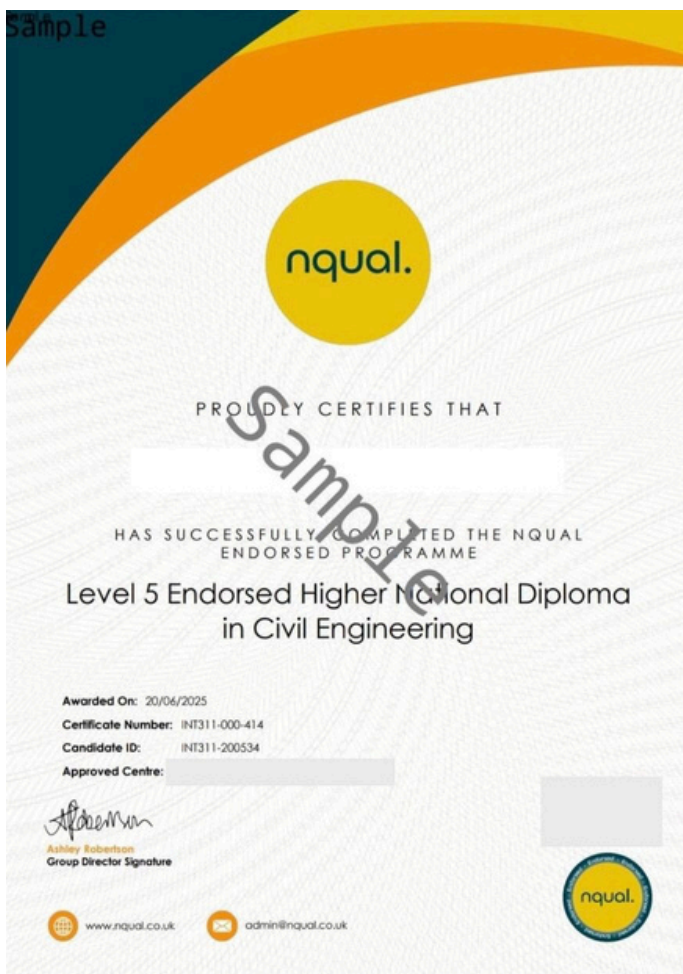 Sample
nqual.
PROUDLY CERTIFIES THAT
Sample
HAS SUCCESSFULLY COMPLETED THE NQUAL
ENDORSED PROGRAMME
Level 5 Endorsed Higher National Diploma
in Civil Engineering
Awarded On: 20/06/2025
Certificate Number: INT311-000-414
Candidate ID: INT311-200534
Approved Centre:
Ashley Robertson
Group Director Signature
www.nqual.co.uk
admin@nqual.co.uk
nqual.